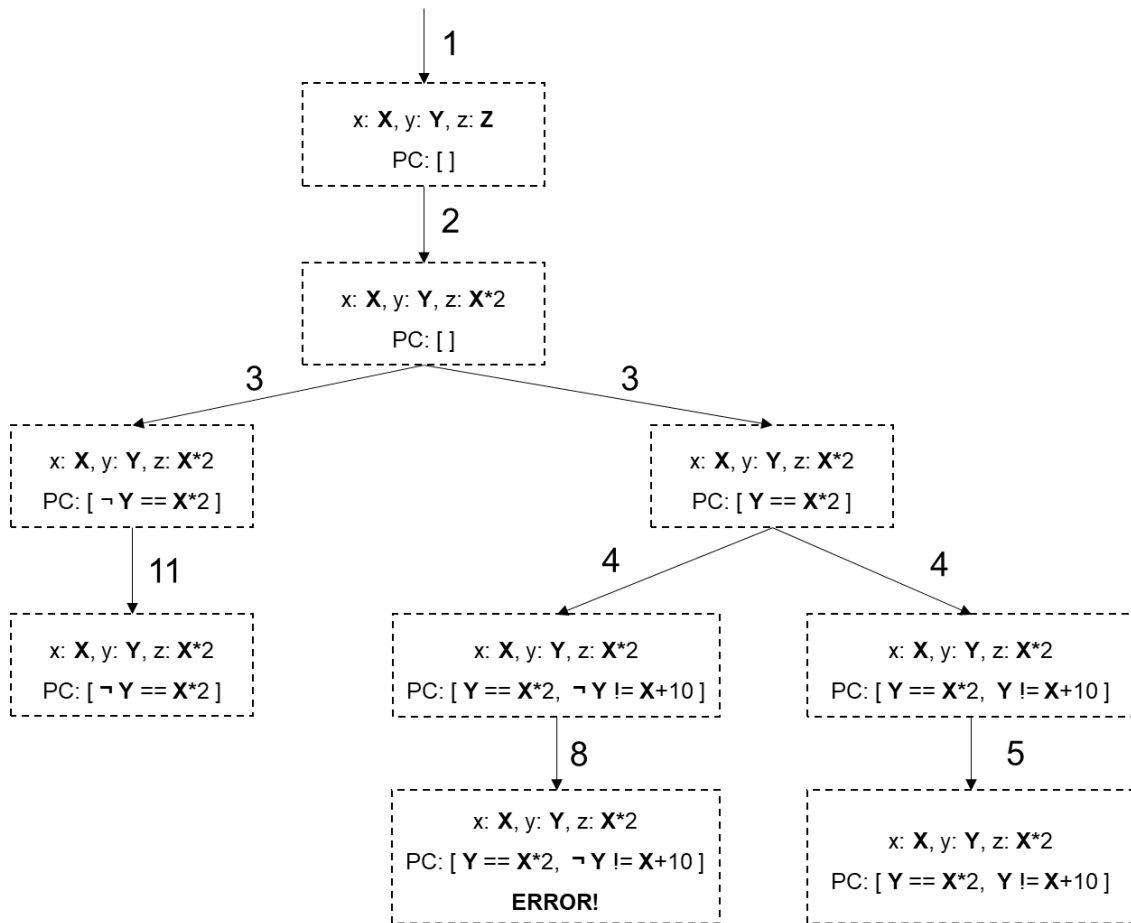 1
x: X, y: Y, z: Z
PC: [ ]
2
x: X, y: Y, z: X*2
PC: [ ]
3
3
x: X, y: Y, z: X*2
PC: [ ¬ Y == X*2 ]
x: X, y: Y, z: X*2
PC: [ Y == X*2 ]
11
4
4
x: X, y: Y, z: X*2
PC: [ ¬ Y == X*2 ]
x: X, y: Y, z: X*2
PC: [ Y == X*2, ¬ Y != X+10 ]
x: X, y: Y, z: X*2
PC: [ Y == X*2, Y != X+10 ]
8
5
x: X, y: Y, z: X*2
PC: [ Y == X*2, ¬ Y != X+10 ]
ERROR!
x: X, y: Y, z: X*2
PC: [ Y == X*2, Y != X+10 ]